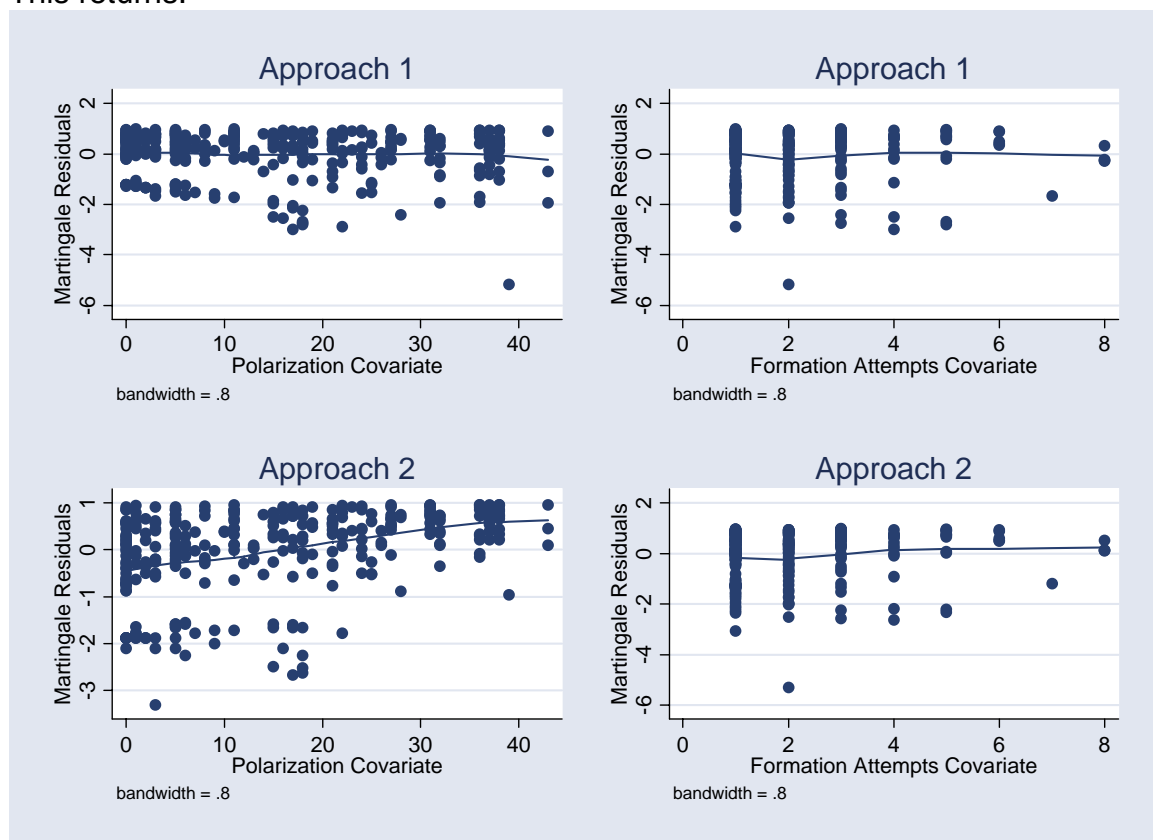 This returns:
Approach 1
Martingale Residuals
2
0
-2
-4
-6
0 10 20 30 40
Polarization Covariate
bandwidth = .8
Approach 1
Martingale Residuals
2
0
-2
-4
-6
0 2 4 6 8
Formation Attempts Covariate
bandwidth = .8
Approach 2
Martingale Residuals
1
0
-1
-2
-3
0 10 20 30 40
Polarization Covariate
bandwidth = .8
Approach 2
Martingale Residuals
2
0
-2
-4
-6
0 2 4 6 8
Formation Attempts Covariate
bandwidth = .8